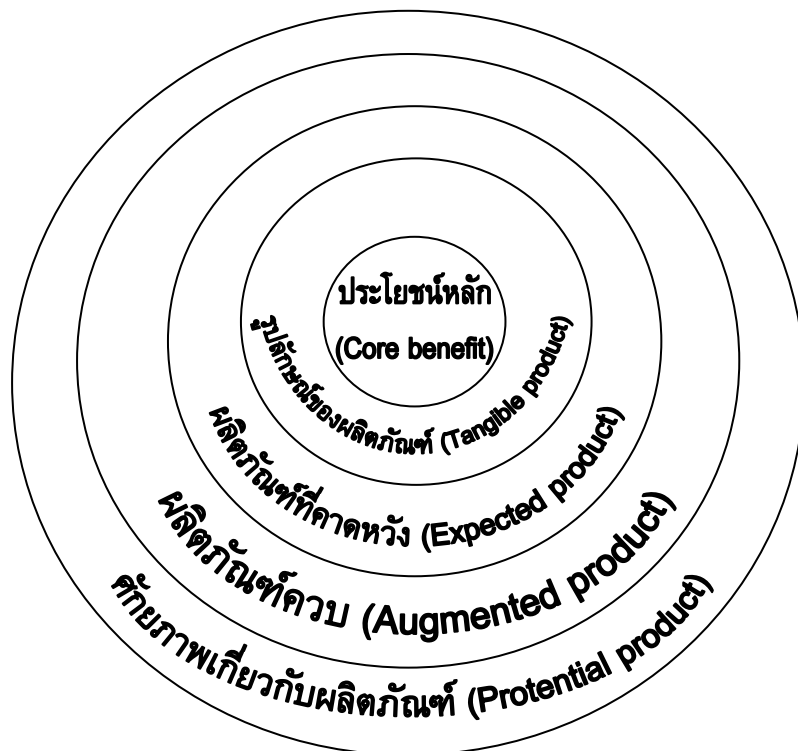 ประโยชน์หลัก
(Core benefit)
รูปลักษณ์ของผลิตภัณฑ์ (Tangible product)
ผลิตภัณฑ์ที่คาดหวัง (Expected product)
ผลิตภัณฑ์ควบ (Augmented product)
ศักยภาพเกี่ยวกับผลิตภัณฑ์ (Protential product)